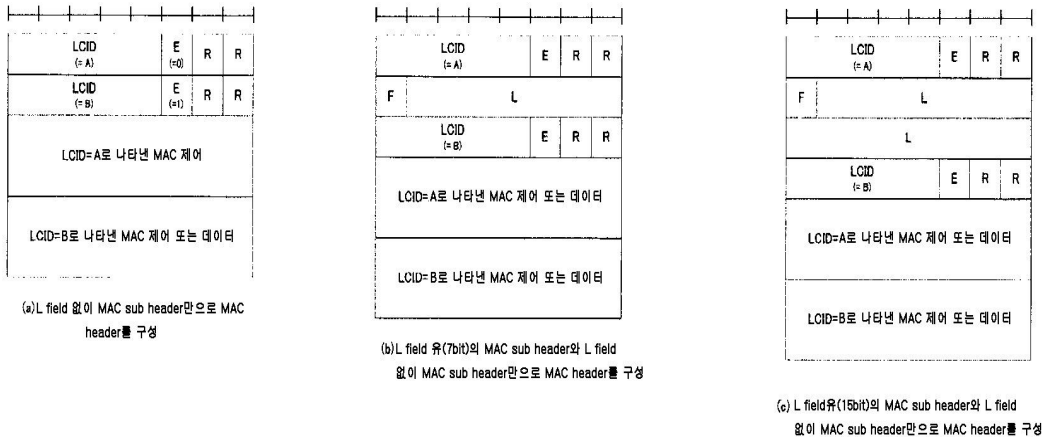 LCID
(= A)
E
(=0)
R
R
LCID
(= B)
E
(=1)
R
R
LCID=A로 나타낸 MAC 제어
LCID=B로 나타낸 MAC 제어 또는 데이터
(a)L field 없이 MAC sub header만으로 MAC
header를 구성
LCID
(= A)
E
R
R
F
L
LCID
(= B)
E
R
R
LCID=A로 나타낸 MAC 제어 또는 데이터
LCID=B로 나타낸 MAC 제어 또는 데이터
(b)L field 유(7bit)의 MAC sub header와 L field
없이 MAC sub header만으로 MAC header를 구성
LCID
(= A)
E
R
R
F
L
L
LCID
(= B)
E
R
R
LCID=A로 나타낸 MAC 제어 또는 데이터
LCID=B로 나타낸 MAC 제어 또는 데이터
(c) L field유(15bit)의 MAC sub header와 L field
없이 MAC sub header만으로 MAC header를 구성